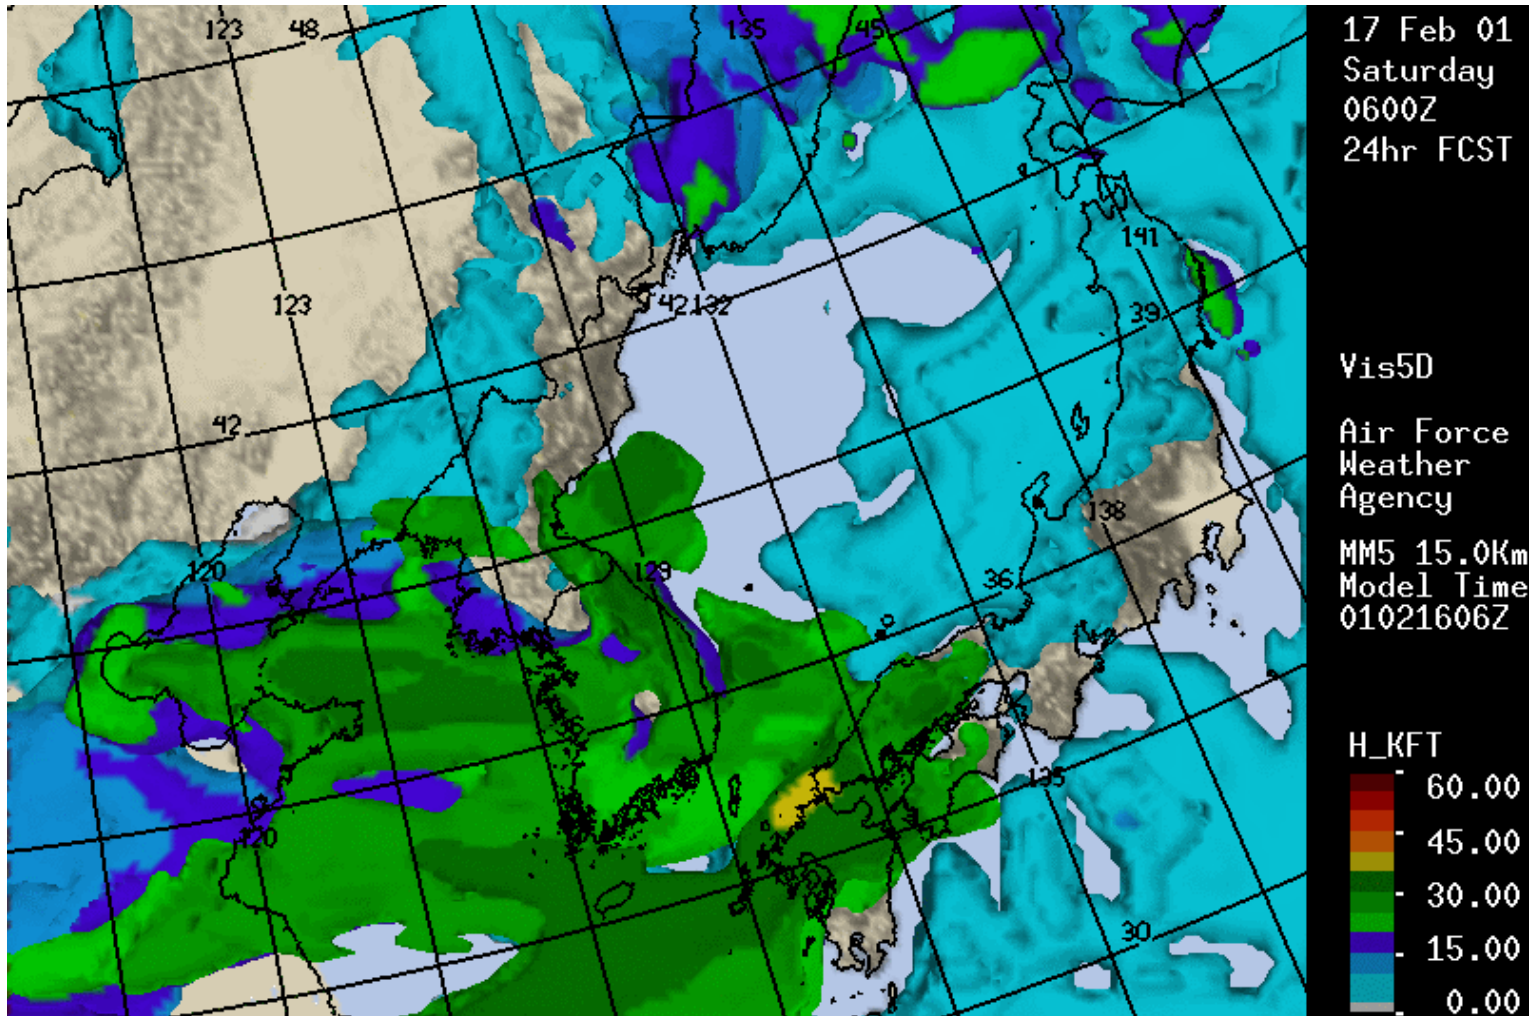 123
48
135
45
17 Feb 01
Saturday
0600Z
24hr FCST
141
123
42
132
39
Vis5D
42
Air Force
Weather
Agency
138
MM5 15.0Km
Model Time
01021606Z
120
129
36
H_KFT
135
60.00
120
45.00
30.00
30
15.00
0.00